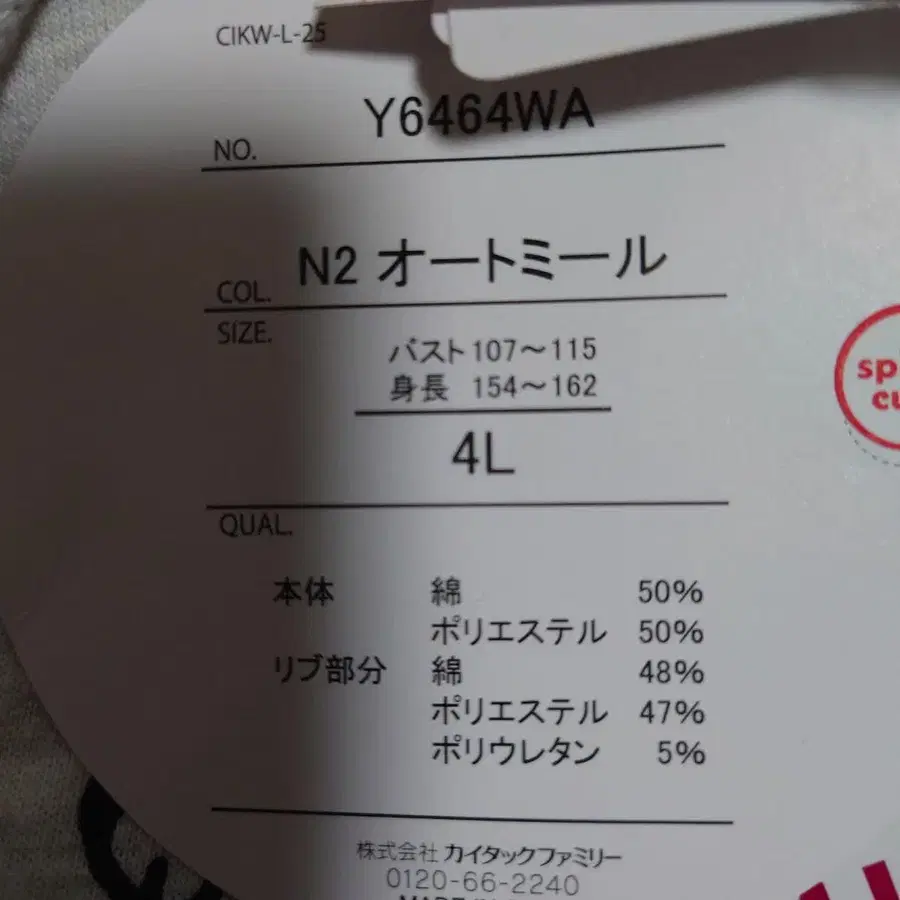 CIKW-L-25
NO. Y6464WA
COL. N2 オートミール
SIZE.
バスト 107～115
身長 154～162
4L
QUAL.
本体 綿 50%
ポリエステル 50%
リブ部分 綿 48%
ポリエステル 47%
ポリウレタン 5%
株式会社 カイタックファミリー
0120-66-2240